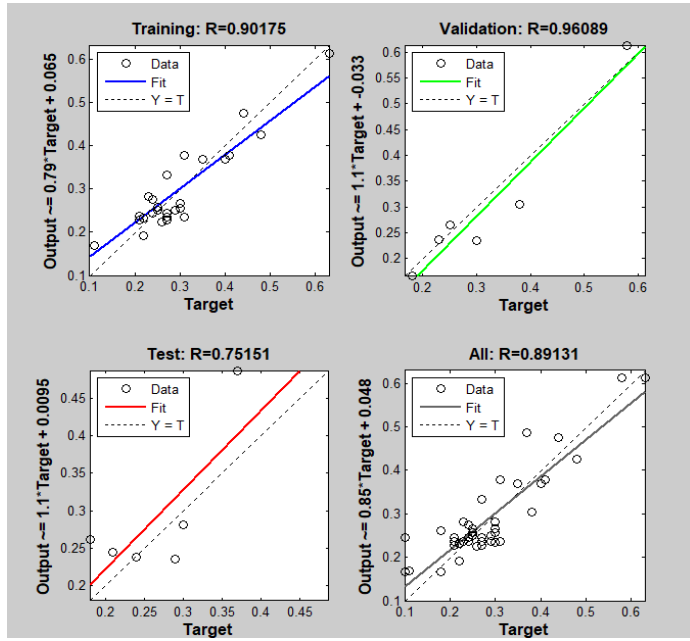 Training: R=0.90175
Output ~= 0.79*Target + 0.065
0.6
0.5
0.4
0.3
0.2
0.1
Data
Fit
Y = T
0.1 0.2 0.3 0.4 0.5 0.6
Target
Validation: R=0.96089
Output ~= 1.1*Target + -0.033
0.6
0.55
0.5
0.45
0.4
0.35
0.3
0.25
0.2
Data
Fit
Y = T
0.2 0.3 0.4 0.5 0.6
Target
Test: R=0.75151
Output ~= 1.1*Target + 0.0095
0.45
0.4
0.35
0.3
0.25
0.2
Data
Fit
Y = T
0.2 0.25 0.3 0.35 0.4 0.45
Target
All: R=0.89131
Output ~= 0.85*Target + 0.048
0.6
0.5
0.4
0.3
0.2
0.1
Data
Fit
Y = T
0.1 0.2 0.3 0.4 0.5 0.6
Target